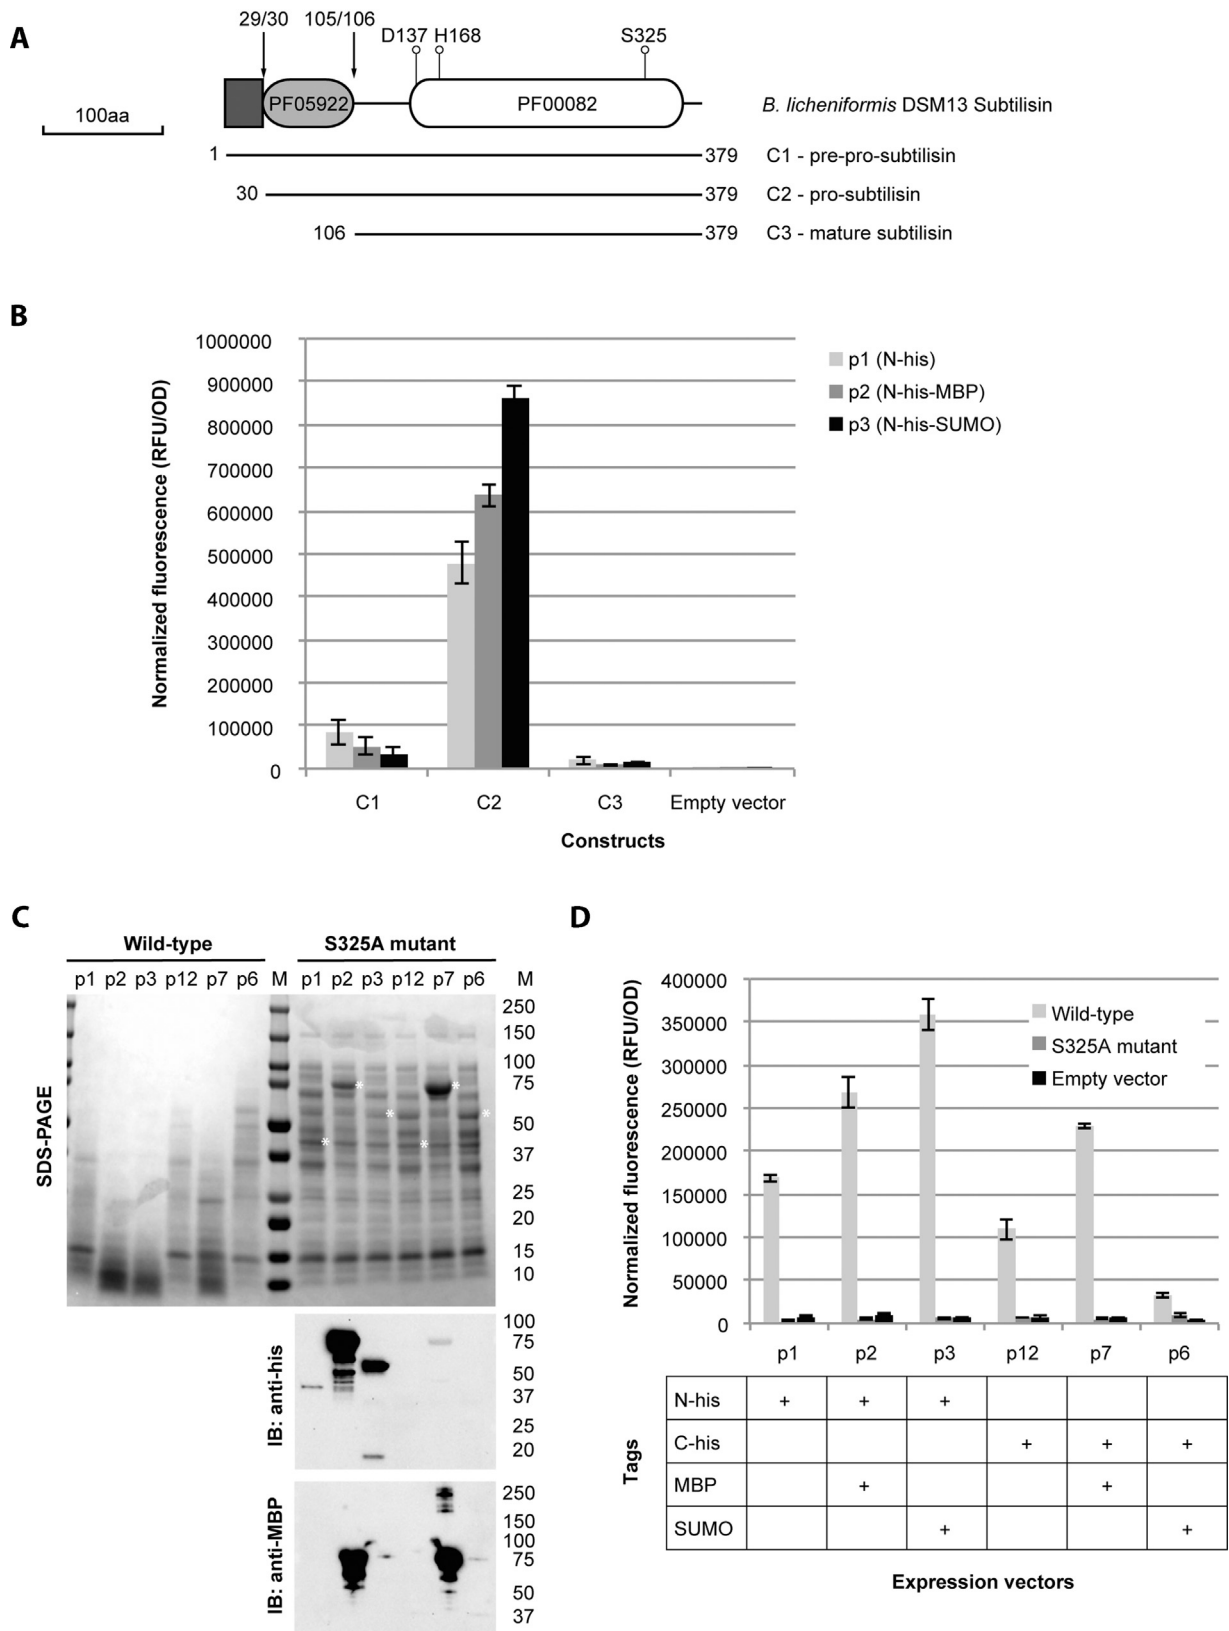 A
29/30 105/106
D137 H168 S325
100aa
PF05922 PF00082
B. licheniformis DSM13 Subtilisin
1 379 C1 - pre-pro-subtilisin
30 379 C2 - pro-subtilisin
106 379 C3 - mature subtilisin
B
Normalized fluorescence (RFU/OD)
1000000
900000
800000
700000
600000
500000
400000
300000
200000
100000
0
p1 (N-his)
p2 (N-his-MBP)
p3 (N-his-SUMO)
C1 C2 C3 Empty vector
Constructs
C
Wild-type S325A mutant
p1 p2 p3 p12 p7 p6 M p1 p2 p3 p12 p7 p6 M
SDS-PAGE
250
150
100
75
50
37
25
20
15
10
* * * * * *
IB: anti-his
100
75
50
37
25
20
IB: anti-MBP
250
150
100
75
50
37
D
Normalized fluorescence (RFU/OD)
400000
350000
300000
250000
200000
150000
100000
50000
0
Wild-type
S325A mutant
Empty vector
p1 p2 p3 p12 p7 p6
Tags
N-his + + +
C-his + + +
MBP + +
SUMO + +
Expression vectors